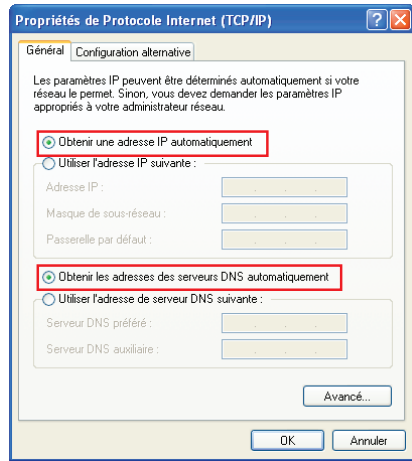 Propriétés de Protocole Internet (TCP/IP)
Général Configuration alternative
Les paramètres IP peuvent être déterminés automatiquement si votre
réseau le permet. Sinon, vous devez demander les paramètres IP
appropriés à votre administrateur réseau.
Obtenir une adresse IP automatiquement
Utiliser l'adresse IP suivante :
Adresse IP :
Masque de sous-réseau :
Passerelle par défaut :
Obtenir les adresses des serveurs DNS automatiquement
Utiliser l'adresse de serveur DNS suivante :
Serveur DNS préféré :
Serveur DNS auxiliaire :
Avancé...
OK Annuler